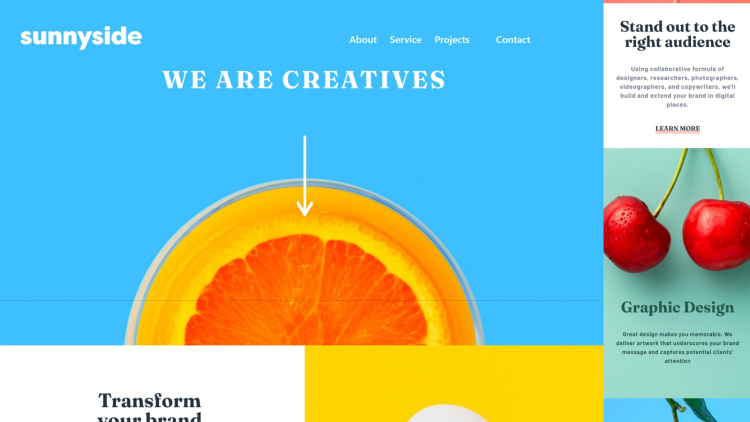 sunnyside
About Service Projects Contact
WE ARE CREATIVES
Transform
your brand
Stand out to the
right audience
Using collaborative formula of
designers, researchers, photographers,
videographers, and copywriters, we'll
build and extend your brand in digital
places.
LEARN MORE
Graphic Design
Great design makes you memorable. We
deliver artwork that underscores your brand
message and captures potential clients'
attention